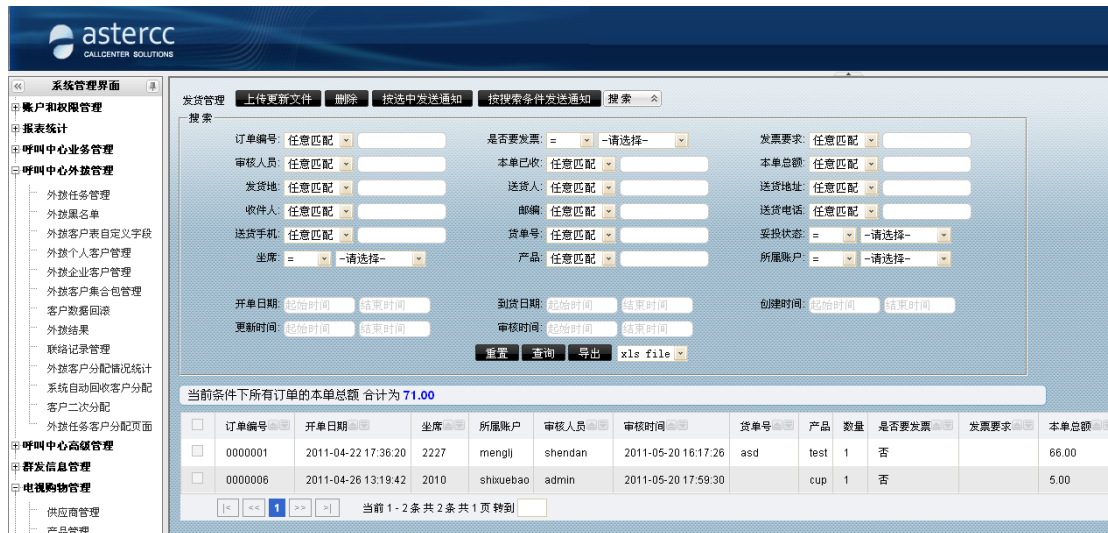 astercc
CALLCENTER SOLUTIONS
系统管理界面
账户和权限管理
报表统计
呼叫中心业务管理
呼叫中心外拨管理
外拨任务管理
外拨黑名单
外拨客户表自定义字段
外拨个人客户管理
外拨企业客户管理
外拨客户集合包管理
客户数据回滚
外拨结果
联络记录管理
外拨客户分配情况统计
系统自动回收客户分配
客户二次分配
外拨任务客户分配页面
呼叫中心高级管理
群发信息管理
电视购物管理
供应商管理
产品管理
发货管理 上传更新文件 删除 按选中发送通知 按搜索条件发送通知 搜索
搜索
订单编号: 任意匹配 是否要发票: = -请选择- 发票要求: 任意匹配
审核人员: 任意匹配 本单已收: 任意匹配 本单总额: 任意匹配
发货地: 任意匹配 送货人: 任意匹配 送货地址: 任意匹配
收件人: 任意匹配 邮编: 任意匹配 送货电话: 任意匹配
送货手机: 任意匹配 货单号: 任意匹配 妥投状态: = -请选择-
坐席: = -请选择- 产品: 任意匹配 所属账户: = -请选择-
开单日期: 起始时间 结束时间 到货日期: 起始时间 结束时间 创建时间: 起始时间 结束时间
更新时间: 起始时间 结束时间 审核时间: 起始时间 结束时间
重置 查询 导出 xls file
当前条件下所有订单的本单总额 合计为 71.00
订单编号 开单日期 坐席 所属账户 审核人员 审核时间 货单号 产品 数量 是否要发票 发票要求 本单总额
0000001 2011-04-22 17:36:20 2227 menglj shendan 2011-05-20 16:17:26 asd test 1 否 66.00
0000006 2011-04-26 13:19:42 2010 shixuebao admin 2011-05-20 17:59:30 cup 1 否 5.00
|< << 1 >> >| 当前 1 - 2 条 共 2 条 共 1 页 转到